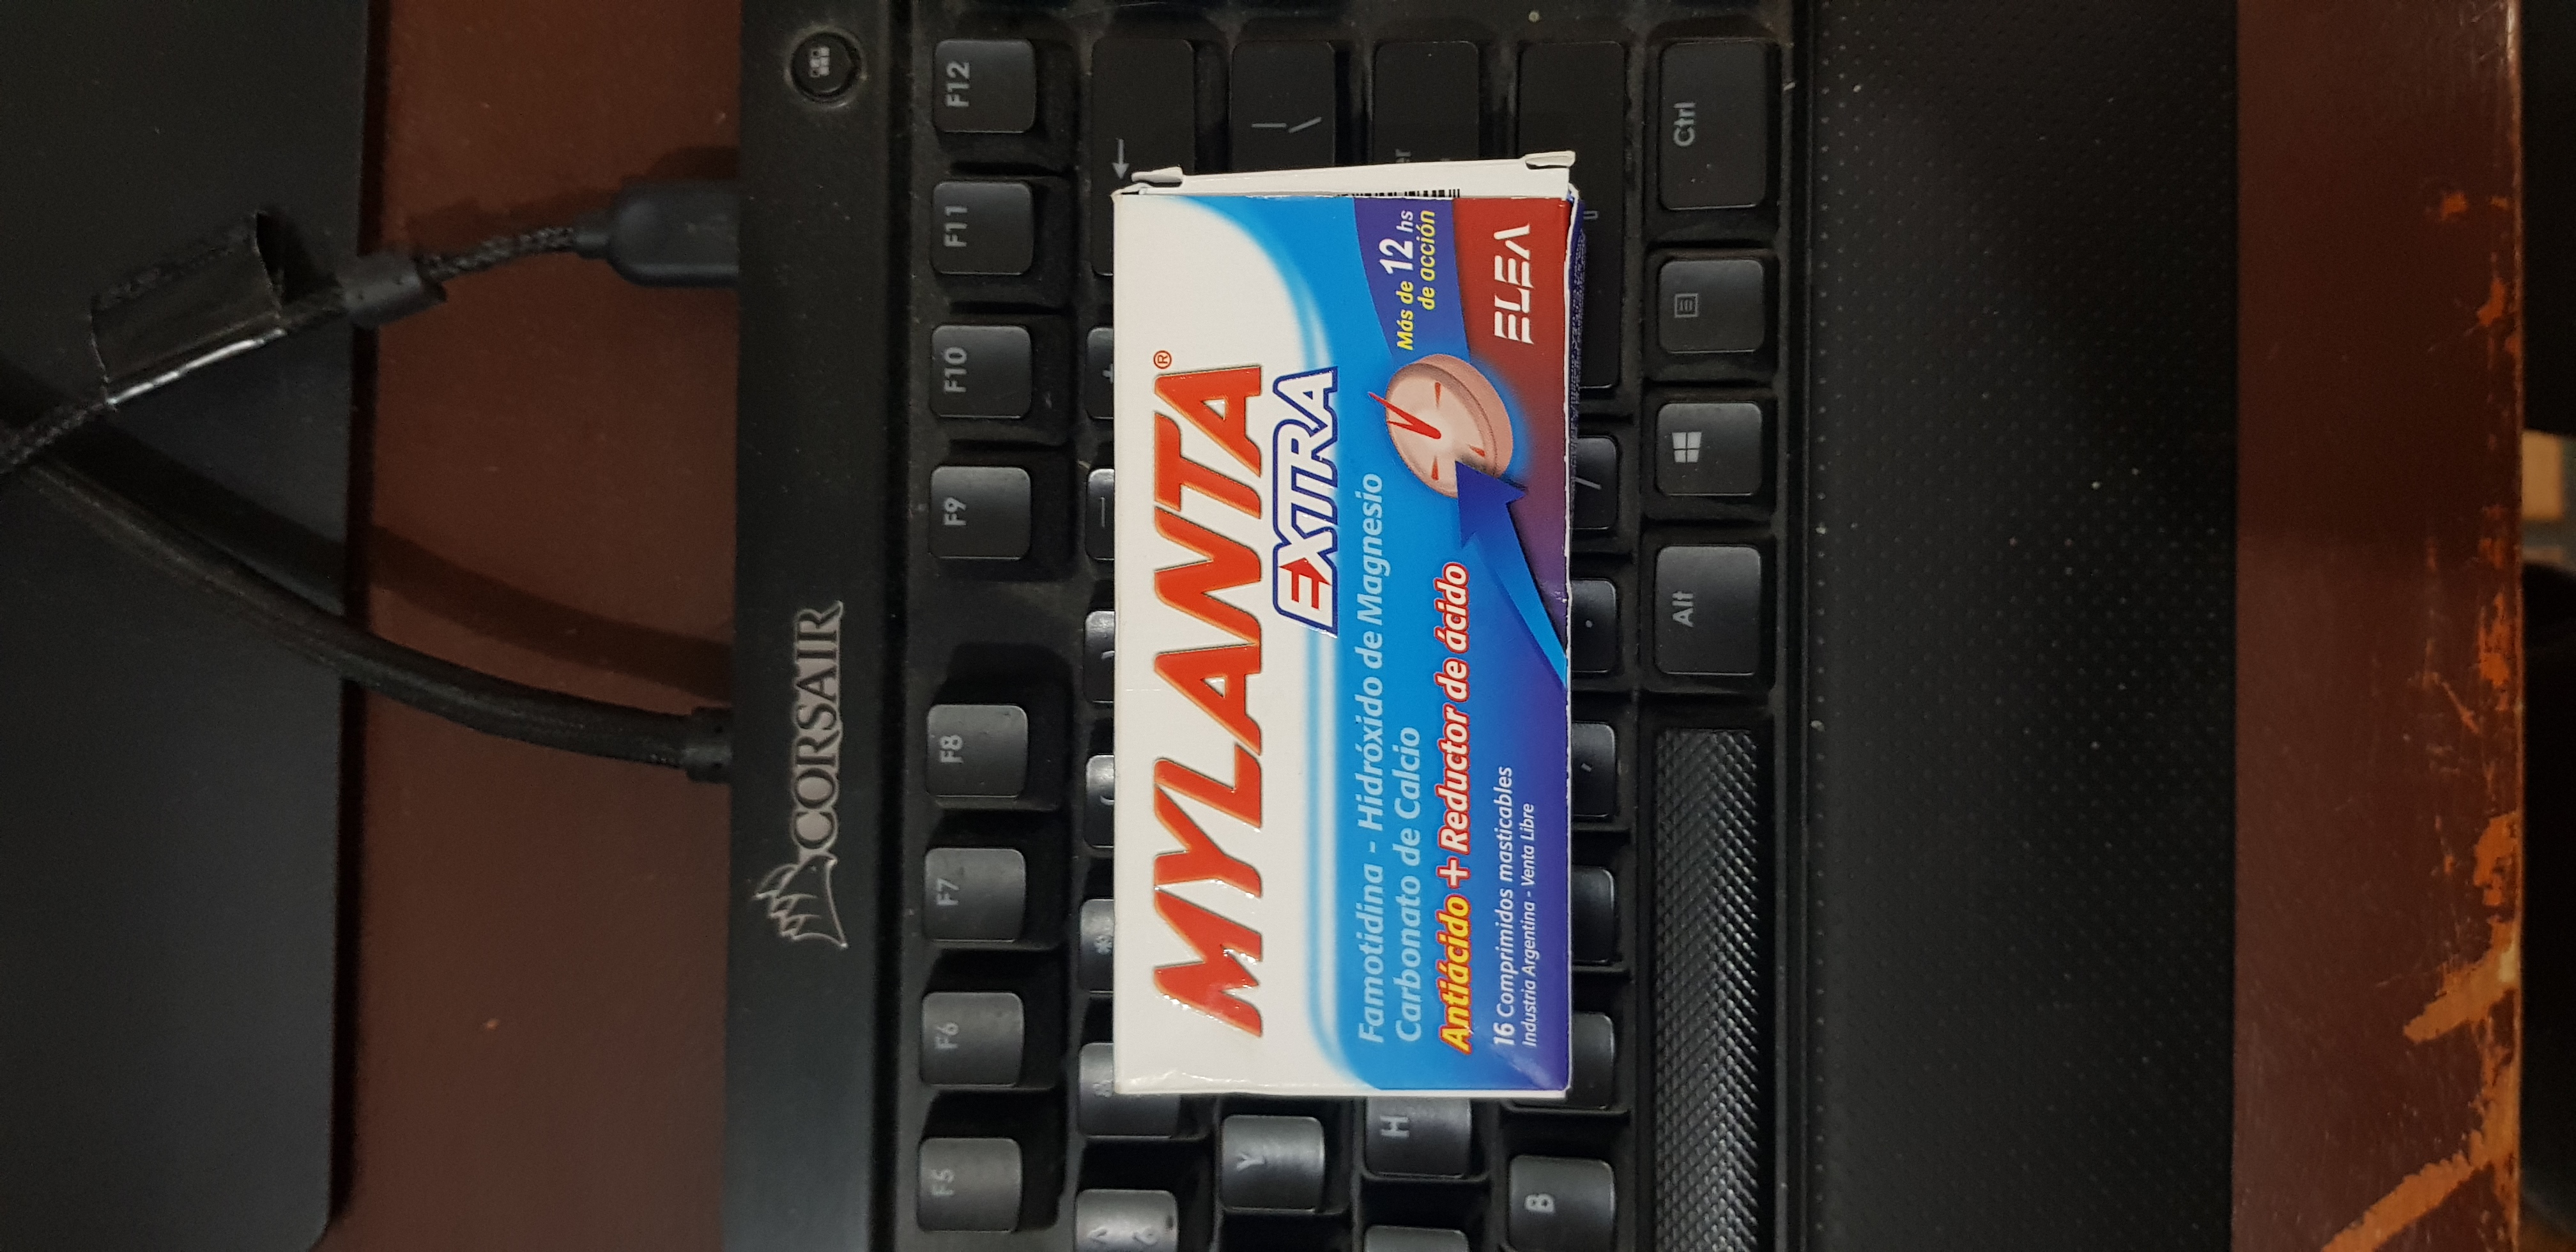 CORSAIR
F5 F6 F7 F8 F9 F10 F11 F12
^ & * ( ) — +
6
←
MYLANTA®
EXTRA
Famotidina - Hidróxido de Magnesio
Carbonato de Calcio
Antiácido + Reductor de ácido
Más de 12 hs
de acción
16 Comprimidos masticables
Industria Argentina - Venta Libre
ELEA
Y
|
\
H
B
, . /
Alt
Ctrl